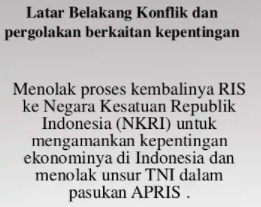 Latar Belakang Konflik dan
pergolakan berkaitan kepentingan
Menolak proses kembalinya RIS
ke Negara Kesatuan Republik
Indonesia (NKRI) untuk
mengamankan kepentingan
ekonominya di Indonesia dan
menolak unsur TNI dalam
pasukan APRIS .